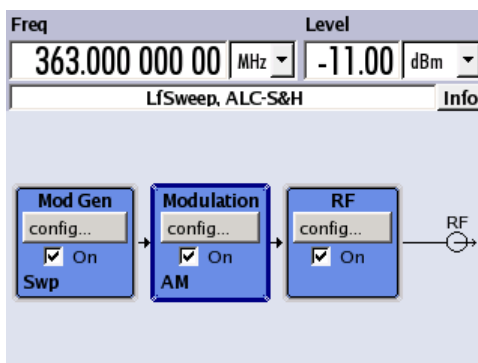 Freq Level
363.000 000 00 MHz -11.00 dBm
LfSweep, ALC-S&H Info
Mod Gen Modulation RF
config... config... config... RF
On On On
Swp AM